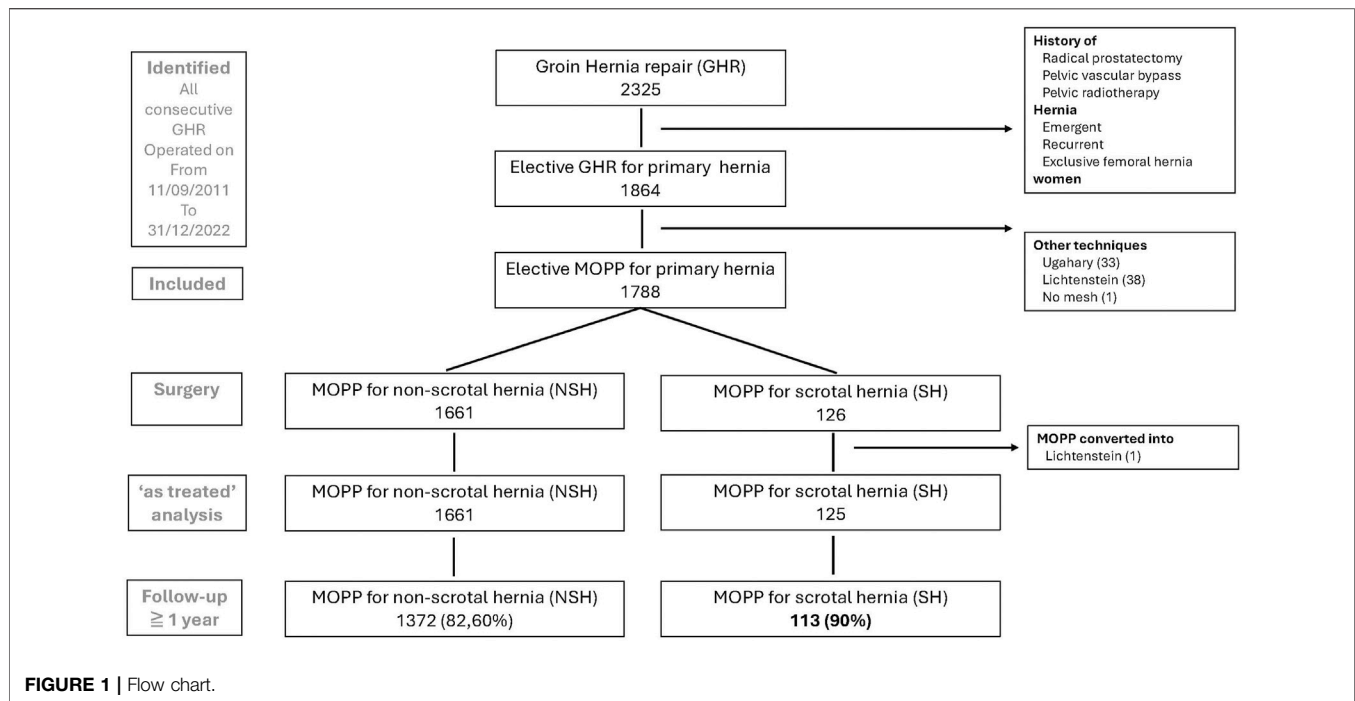 Identified
All
consecutive
GHR
Operated on
From
11/09/2011
To
31/12/2022
Groin Hernia repair (GHR)
2325
History of
Radical prostatectomy
Pelvic vascular bypass
Pelvic radiotherapy
Hernia
Emergent
Recurrent
Exclusive femoral hernia
women
Elective GHR for primary hernia
1864
Other techniques
Ugahary (33)
Lichtenstein (38)
No mesh (1)
Included
Elective MOPP for primary hernia
1788
Surgery
MOPP for non-scrotal hernia (NSH)
1661
MOPP for scrotal hernia (SH)
126
MOPP converted into
Lichtenstein (1)
‘as treated’
analysis
MOPP for non-scrotal hernia (NSH)
1661
MOPP for scrotal hernia (SH)
125
Follow-up
≧ 1 year
MOPP for non-scrotal hernia (NSH)
1372 (82,60%)
MOPP for scrotal hernia (SH)
113 (90%)
FIGURE 1 | Flow chart.